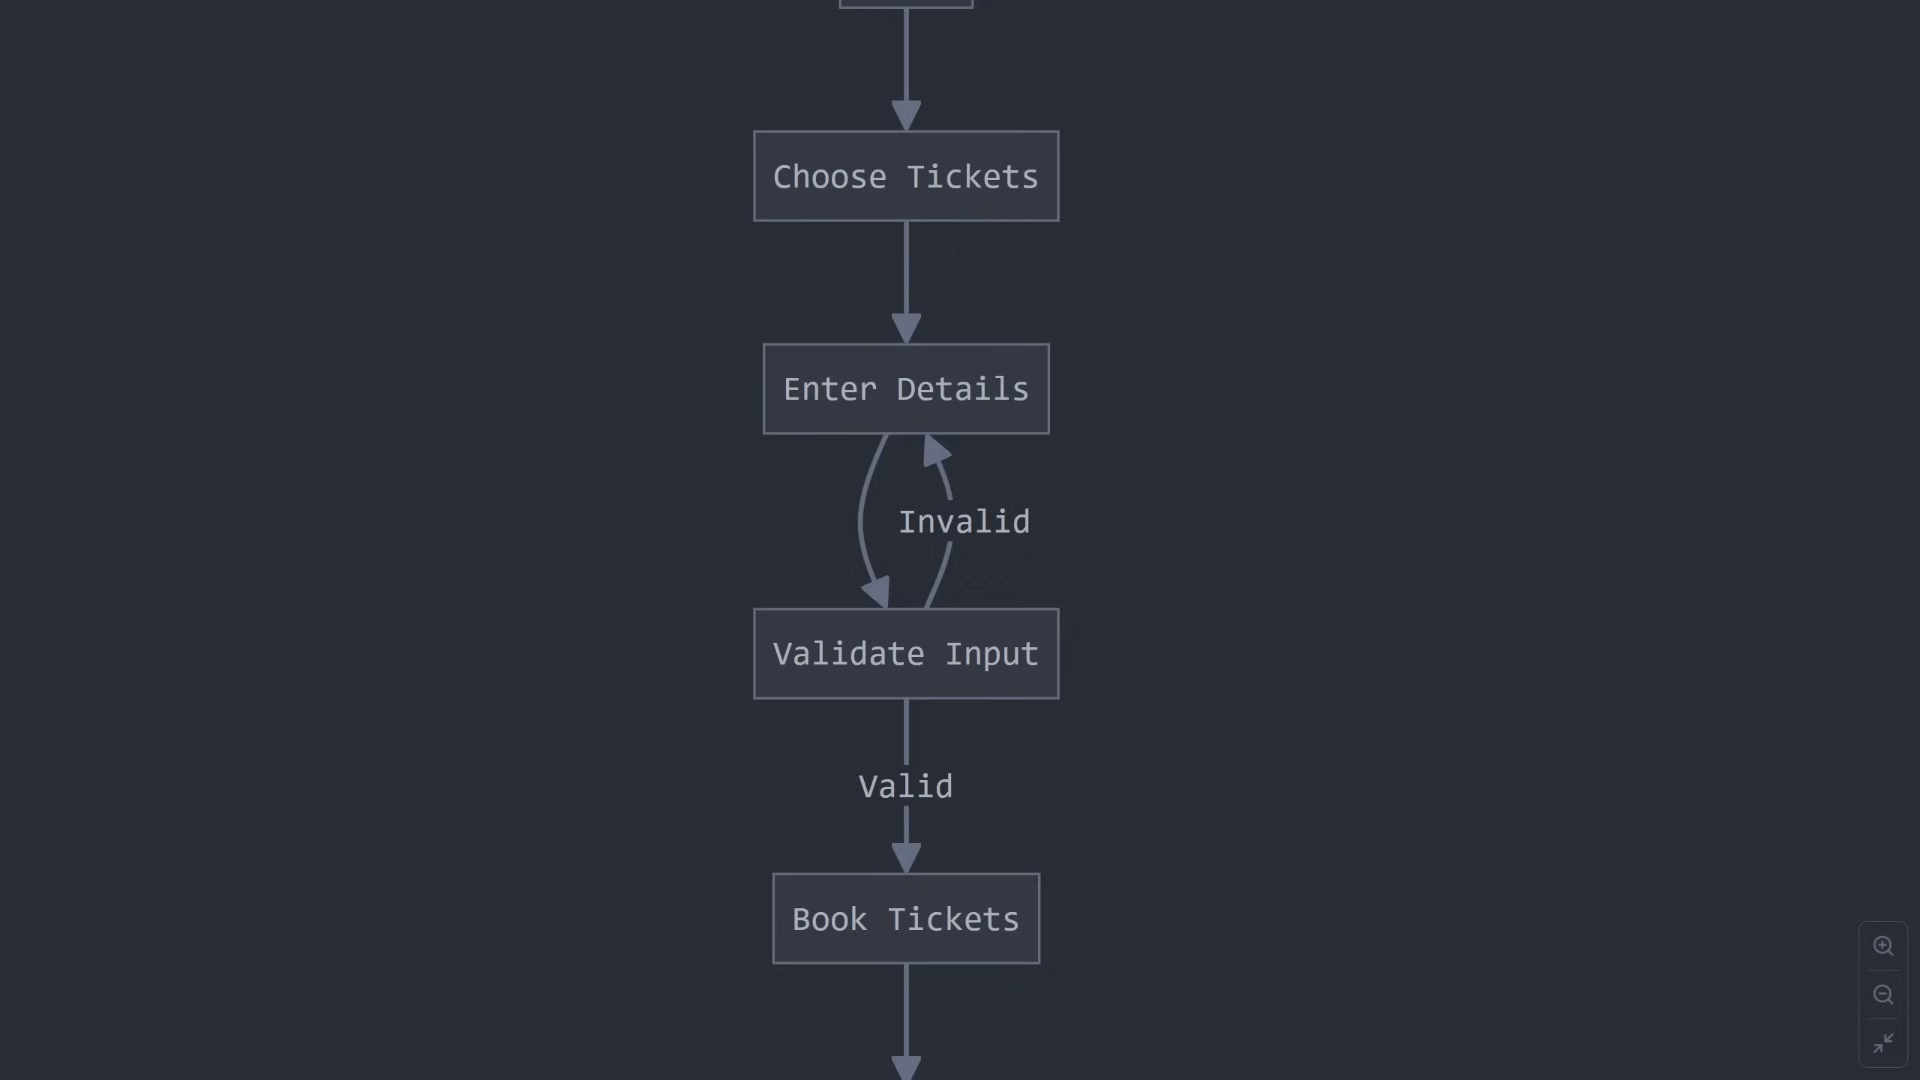 Choose Tickets
Enter Details
Invalid
Validate Input
Valid
Book Tickets